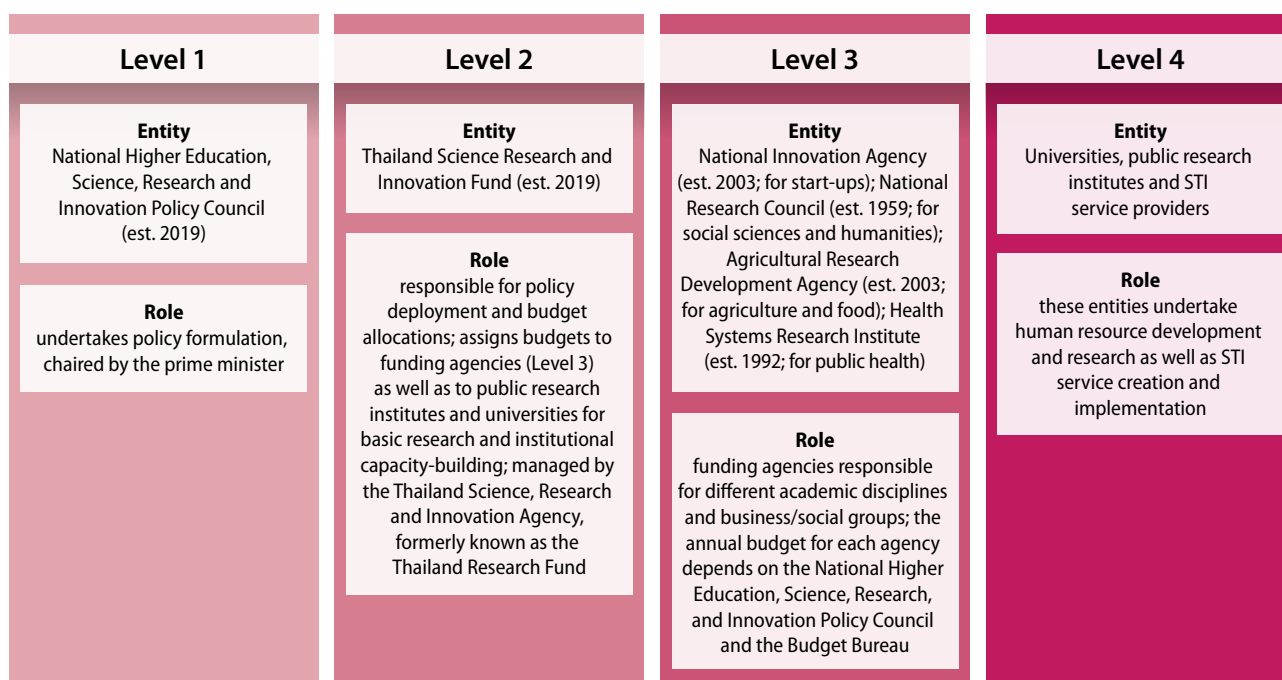 Level 1
Entity
National Higher Education,
Science, Research and
Innovation Policy Council
(est. 2019)
Role
undertakes policy formulation,
chaired by the prime minister
Level 2
Entity
Thailand Science Research and
Innovation Fund (est. 2019)
Role
responsible for policy
deployment and budget
allocations; assigns budgets to
funding agencies (Level 3)
as well as to public research
institutes and universities for
basic research and institutional
capacity-building; managed by
the Thailand Science, Research
and Innovation Agency,
formerly known as the
Thailand Research Fund
Level 3
Entity
National Innovation Agency
(est. 2003; for start-ups); National
Research Council (est. 1959; for
social sciences and humanities);
Agricultural Research
Development Agency (est. 2003;
for agriculture and food); Health
Systems Research Institute
(est. 1992; for public health)
Role
funding agencies responsible
for different academic disciplines
and business/social groups; the
annual budget for each agency
depends on the National Higher
Education, Science, Research,
and Innovation Policy Council
and the Budget Bureau
Level 4
Entity
Universities, public research
institutes and STI
service providers
Role
these entities undertake
human resource development
and research as well as STI
service creation and
implementation